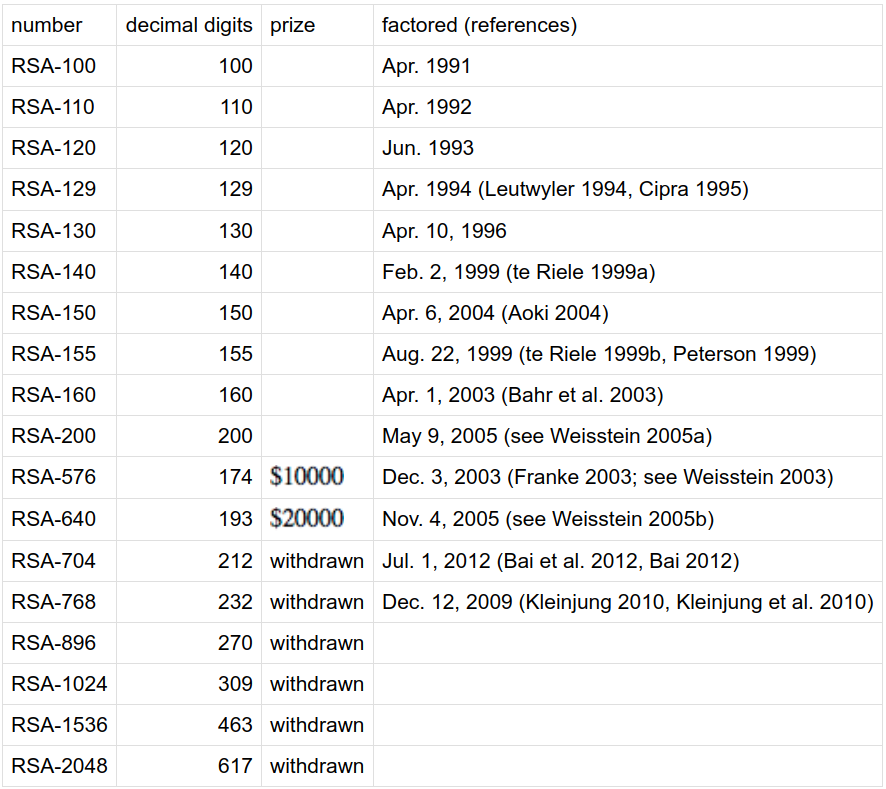 number decimal digits prize factored (references)
RSA-100 100 Apr. 1991
RSA-110 110 Apr. 1992
RSA-120 120 Jun. 1993
RSA-129 129 Apr. 1994 (Leutwyler 1994, Cipra 1995)
RSA-130 130 Apr. 10, 1996
RSA-140 140 Feb. 2, 1999 (te Riele 1999a)
RSA-150 150 Apr. 6, 2004 (Aoki 2004)
RSA-155 155 Aug. 22, 1999 (te Riele 1999b, Peterson 1999)
RSA-160 160 Apr. 1, 2003 (Bahr et al. 2003)
RSA-200 200 May 9, 2005 (see Weisstein 2005a)
RSA-576 174 $10000 Dec. 3, 2003 (Franke 2003; see Weisstein 2003)
RSA-640 193 $20000 Nov. 4, 2005 (see Weisstein 2005b)
RSA-704 212 withdrawn Jul. 1, 2012 (Bai et al. 2012, Bai 2012)
RSA-768 232 withdrawn Dec. 12, 2009 (Kleinjung 2010, Kleinjung et al. 2010)
RSA-896 270 withdrawn
RSA-1024 309 withdrawn
RSA-1536 463 withdrawn
RSA-2048 617 withdrawn